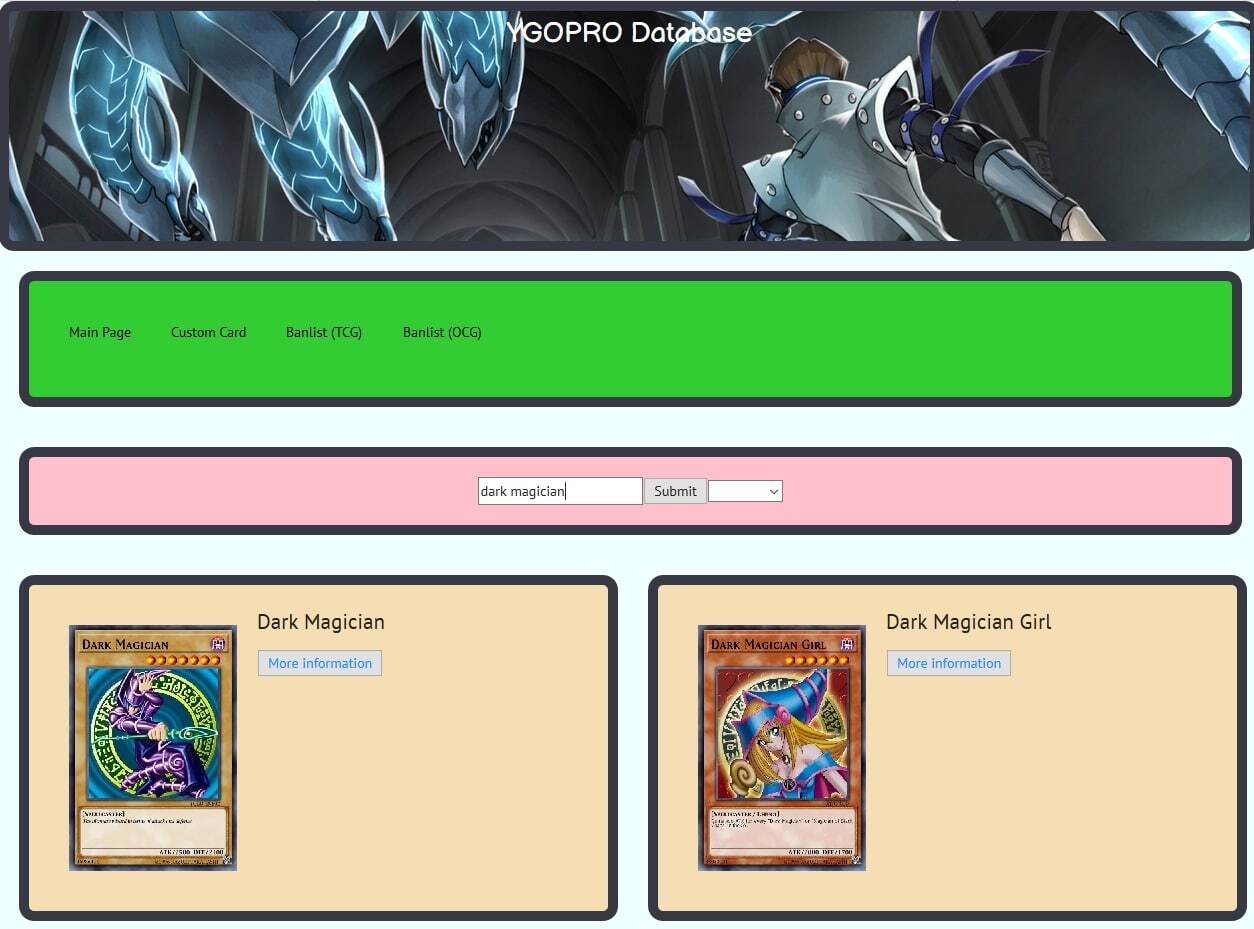 YGOPRO Database
Main Page
Custom Card
Banlist (TCG)
Banlist (OCG)
dark magician
Submit
Dark Magician
More information
DARK MAGICIAN
[SPELLCASTER]
ATK/2500 DEF/2100
Dark Magician Girl
More information
DARK MAGICIAN GIRL
[SPELLCASTER / EFFECT]
ATK/2000 DEF/1700